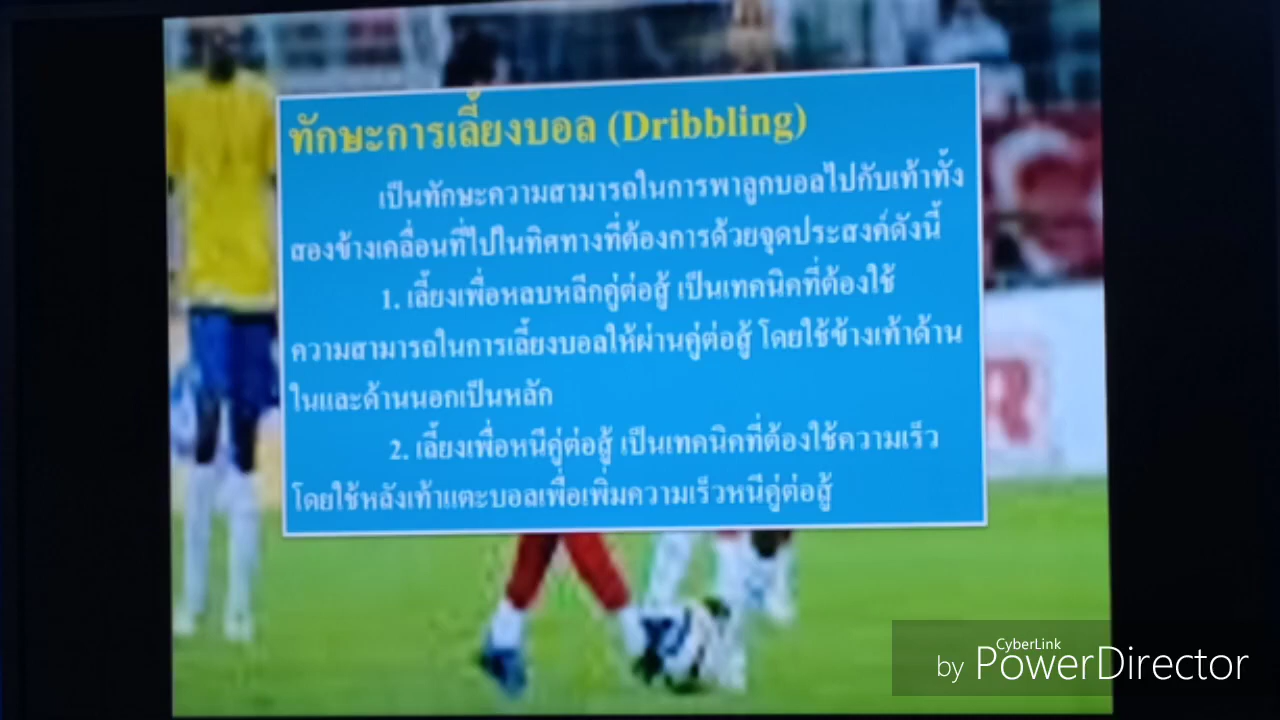 ทักษะการเลี้ยงบอล (Dribbling)
เป็นทักษะความสามารถในการพาลูกบอลไปกับเท้าทั้ง
สองข้างเคลื่อนที่ไปในทิศทางที่ต้องการด้วยจุดประสงค์ดังนี้
1. เลี้ยงเพื่อหลบหลีกคู่ต่อสู้ เป็นเทคนิคที่ต้องใช้
ความสามารถในการเลี้ยงบอลให้ผ่านคู่ต่อสู้ โดยใช้ข้างเท้าด้าน
ในและด้านนอกเป็นหลัก
2. เลี้ยงเพื่อหนีคู่ต่อสู้ เป็นเทคนิคที่ต้องใช้ความเร็ว
โดยใช้หลังเท้าแตะบอลเพื่อเพิ่มความเร็วหนีคู่ต่อสู้
CyberLink
by PowerDirector